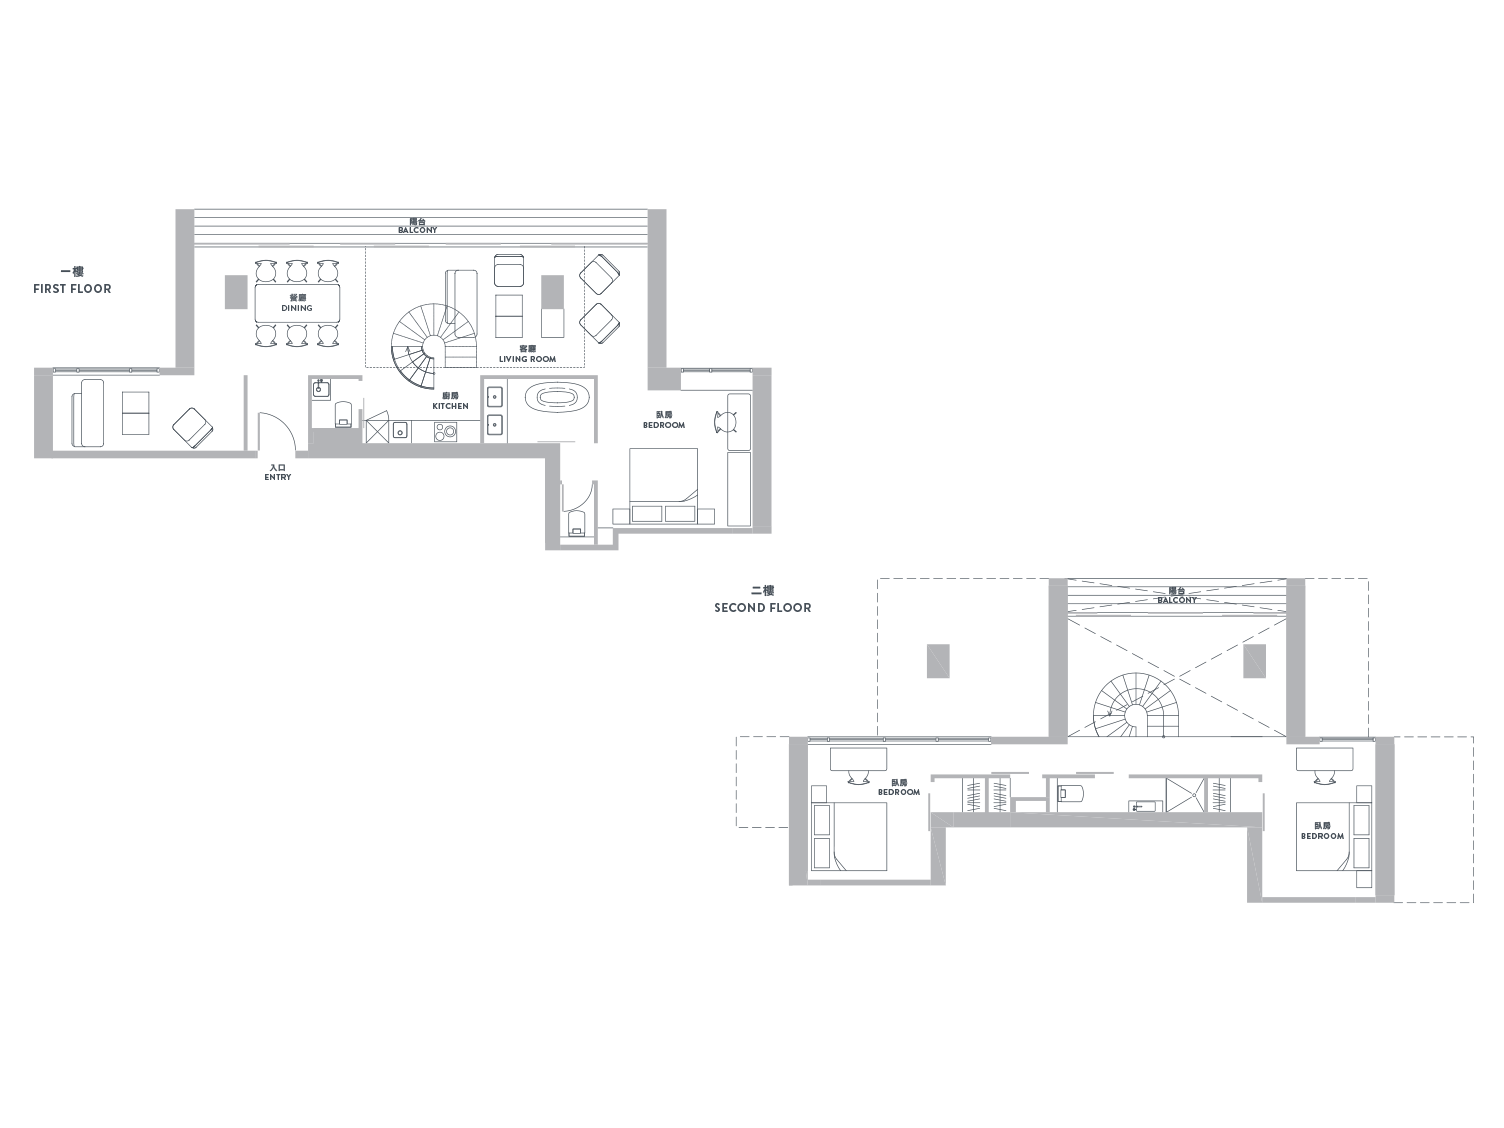 陽台
BALCONY
一樓
FIRST FLOOR
餐廳
DINING
客廳
LIVING ROOM
廚房
KITCHEN
臥房
BEDROOM
入口
ENTRY
二樓
SECOND FLOOR
陽台
BALCONY
臥房
BEDROOM
臥房
BEDROOM